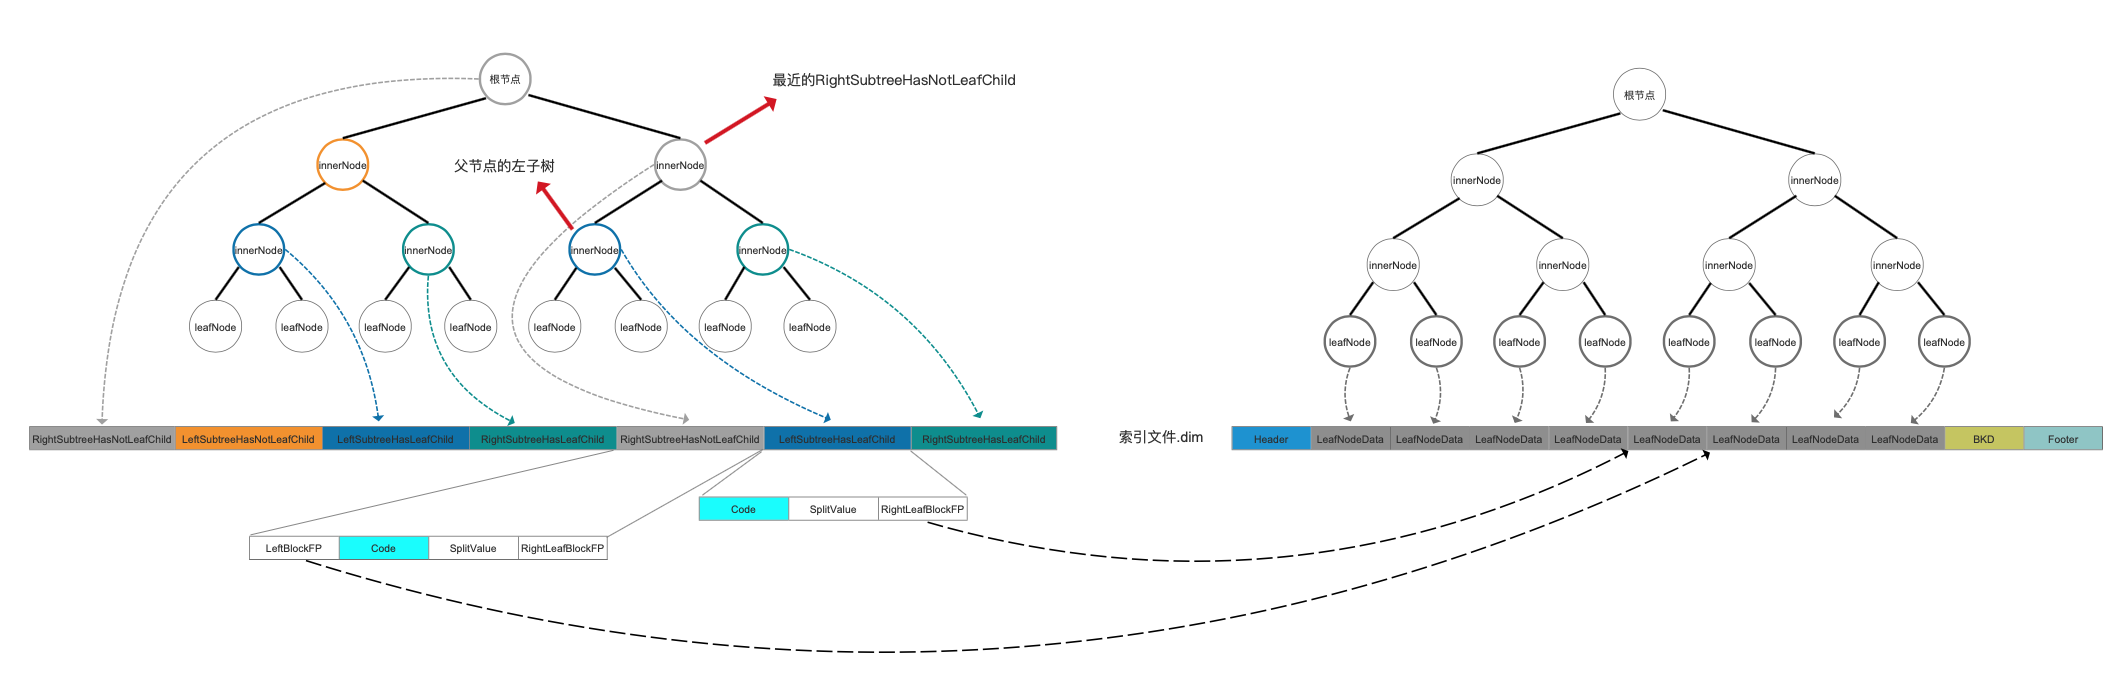 根节点
最近的RightSubtreeHasNotLeafChild
innerNode
父节点的左子树
innerNode
innerNode
innerNode
innerNode
innerNode
leafNode
leafNode
leafNode
leafNode
leafNode
leafNode
leafNode
leafNode
RightSubtreeHasNotLeafChild
LeftSubtreeHasNotLeafChild
LeftSubtreeHasLeafChild
RightSubtreeHasLeafChild
RightSubtreeHasNotLeafChild
LeftSubtreeHasLeafChild
RightSubtreeHasLeafChild
Code
SplitValue
RightLeafBlockFP
LeftBlockFP
Code
SplitValue
RightLeafBlockFP
根节点
innerNode
innerNode
innerNode
innerNode
innerNode
innerNode
leafNode
leafNode
leafNode
leafNode
leafNode
leafNode
leafNode
leafNode
索引文件.dim
Header
LeafNodeData
LeafNodeData
LeafNodeData
LeafNodeData
LeafNodeData
LeafNodeData
LeafNodeData
LeafNodeData
BKD
Footer